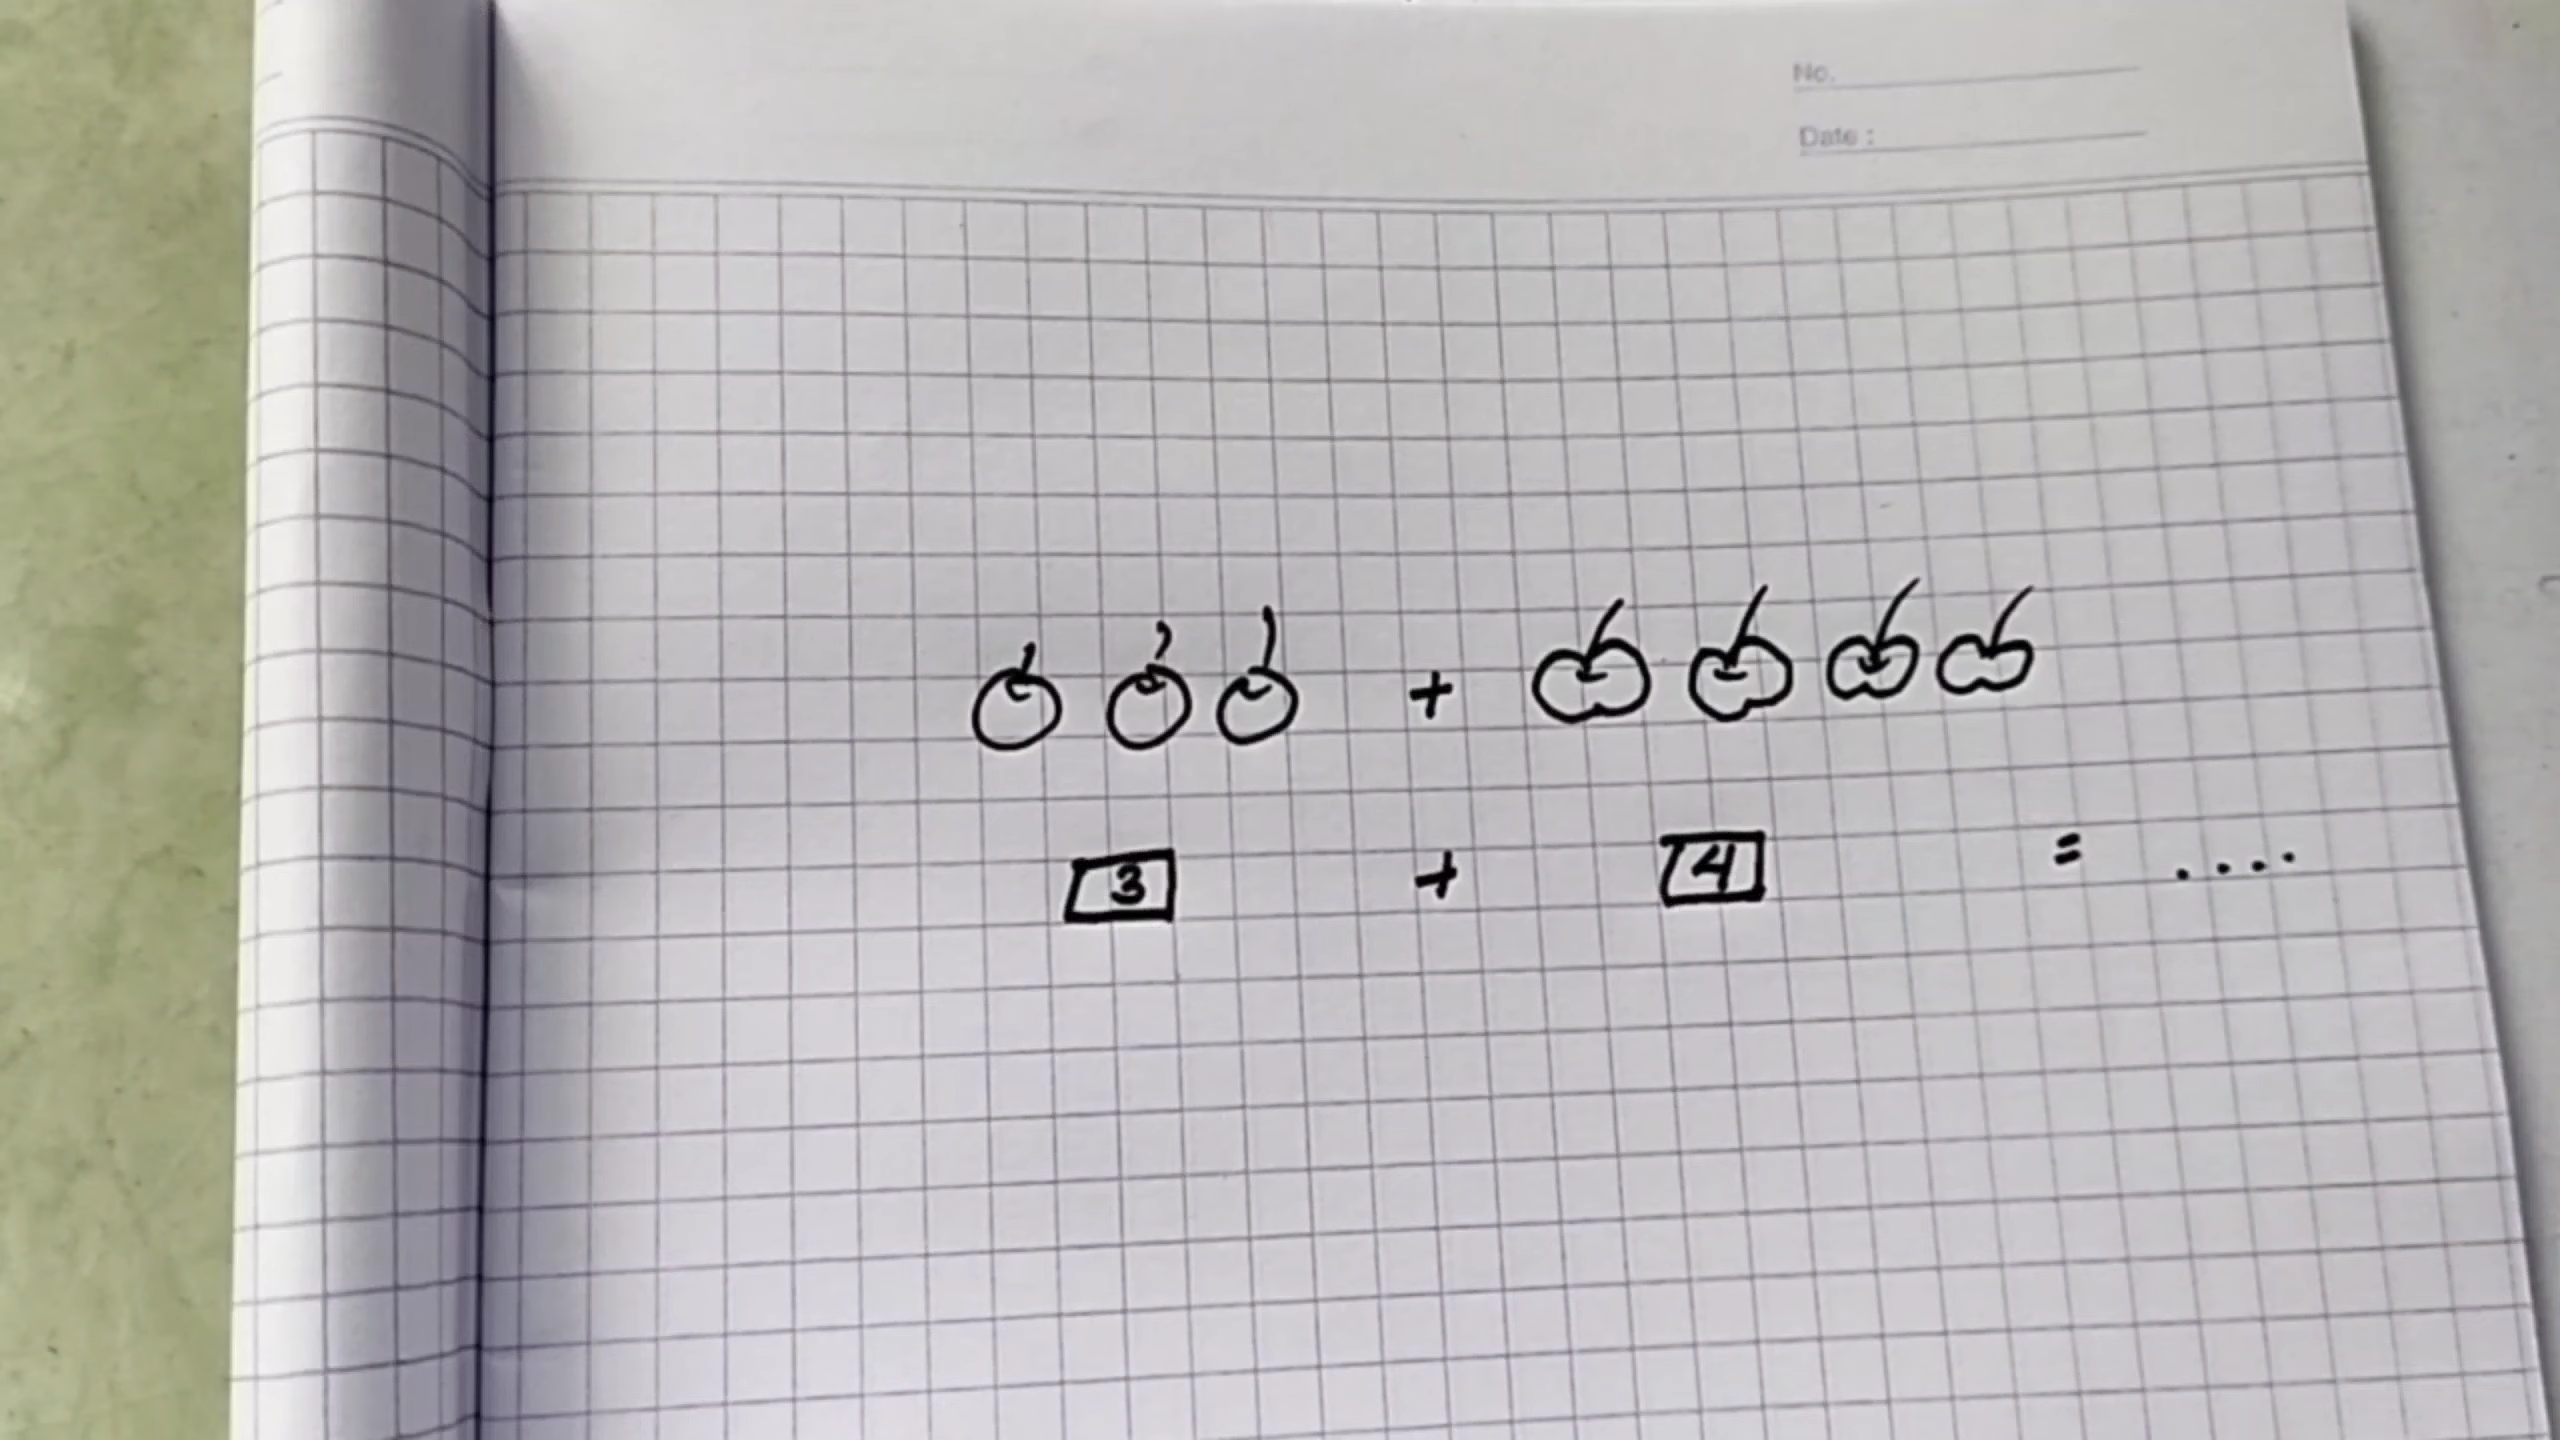 No.
Date :
+
3 + 4 = ....